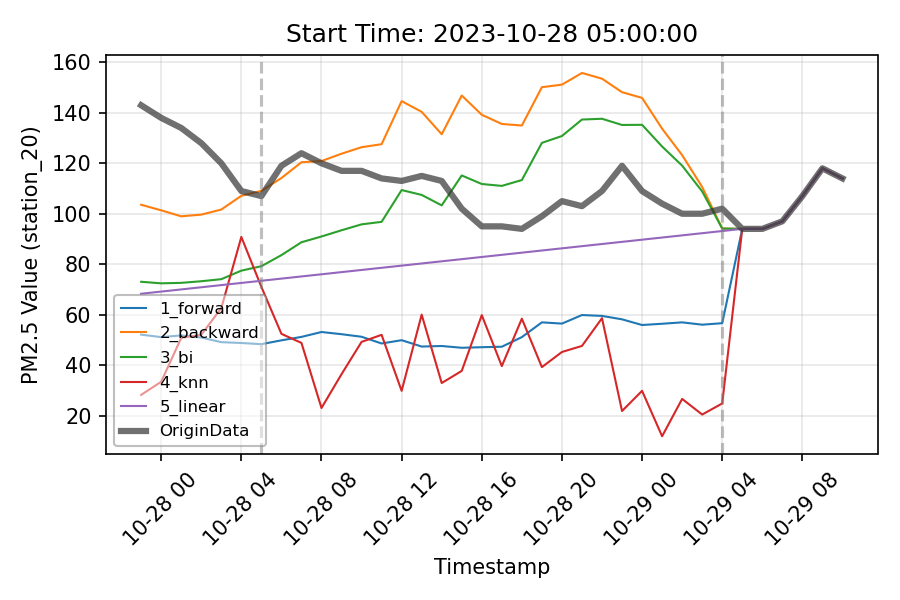 Start Time: 2023-10-28 05:00:00
PM2.5 Value (station_20)
160
140
120
100
80
60
40
20
1_forward
2_backward
3_bi
4_knn
5_linear
OriginData
10-28 00
10-28 04
10-28 08
10-28 12
10-28 16
10-28 20
10-29 00
10-29 04
10-29 08
Timestamp